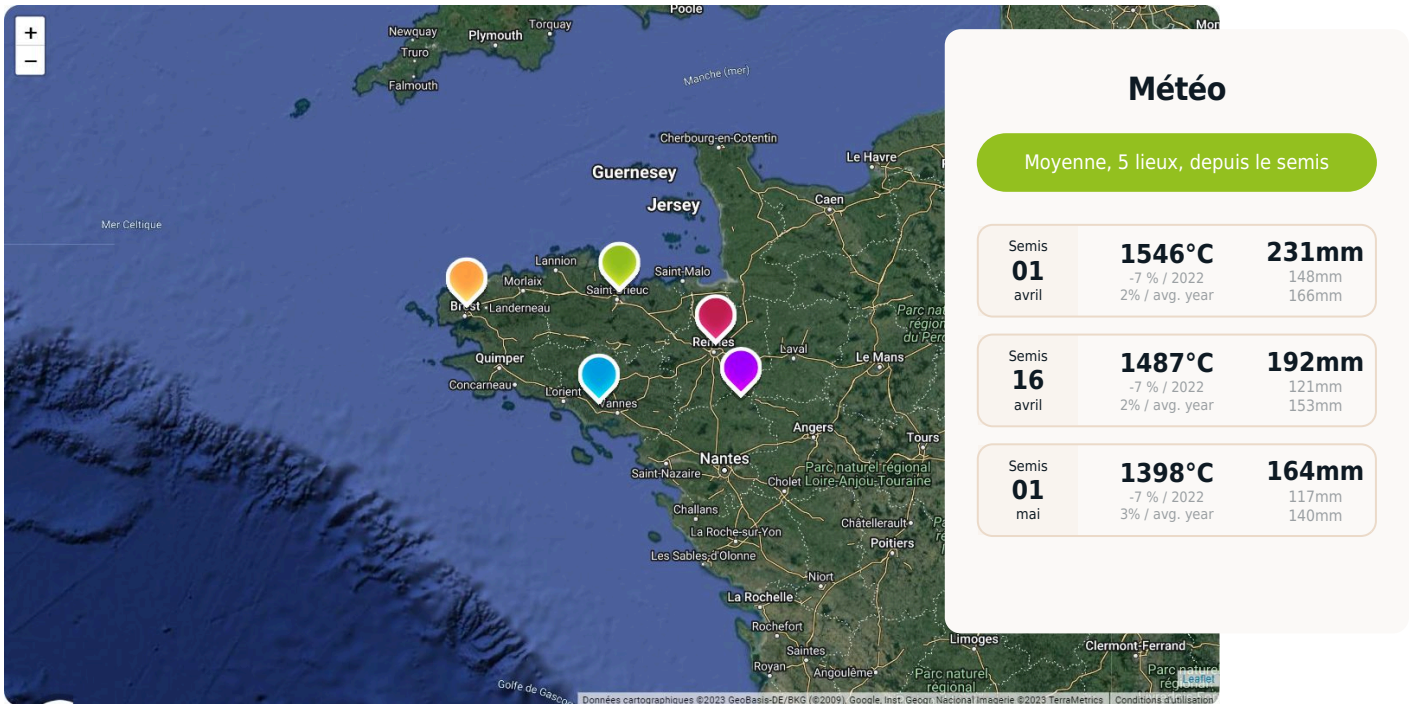 +
−
Poole
Torquay
Newquay
Plymouth
Truro
Falmouth
Manche (mer)
Cherbourg-en-Cotentin
Le Havre
Guernesey
Jersey
Caen
Mer Celtique
Lannion
Saint-Malo
Morlaix
Brest
Landerneau
Rennes
Laval
Le Mans
Quimper
Concarneau
Lorient
Vannes
Angers
Tours
Nantes
Saint-Nazaire
Cholet
Parc naturel régional
Loire-Anjou-Touraine
Challans
La Roche-sur-Yon
Châtellerault
Poitiers
Les Sables-d'Olonne
Niort
La Rochelle
Rochefort
Saintes
Royan
Angoulême
Limoges
Clermont-Ferrand
Parc naturel
régional
Météo
Moyenne, 5 lieux, depuis le semis
Semis
01
avril
1546°C
-7 % / 2022
2% / avg. year
231mm
148mm
166mm
Semis
16
avril
1487°C
-7 % / 2022
2% / avg. year
192mm
121mm
153mm
Semis
01
mai
1398°C
-7 % / 2022
3% / avg. year
164mm
117mm
140mm
Leaflet
Données cartographiques ©2023 GeoBasis-DE/BKG (©2009), Google, Inst. Geogr. Nacional Imagerie ©2023 TerraMetrics
Conditions d'utilisation